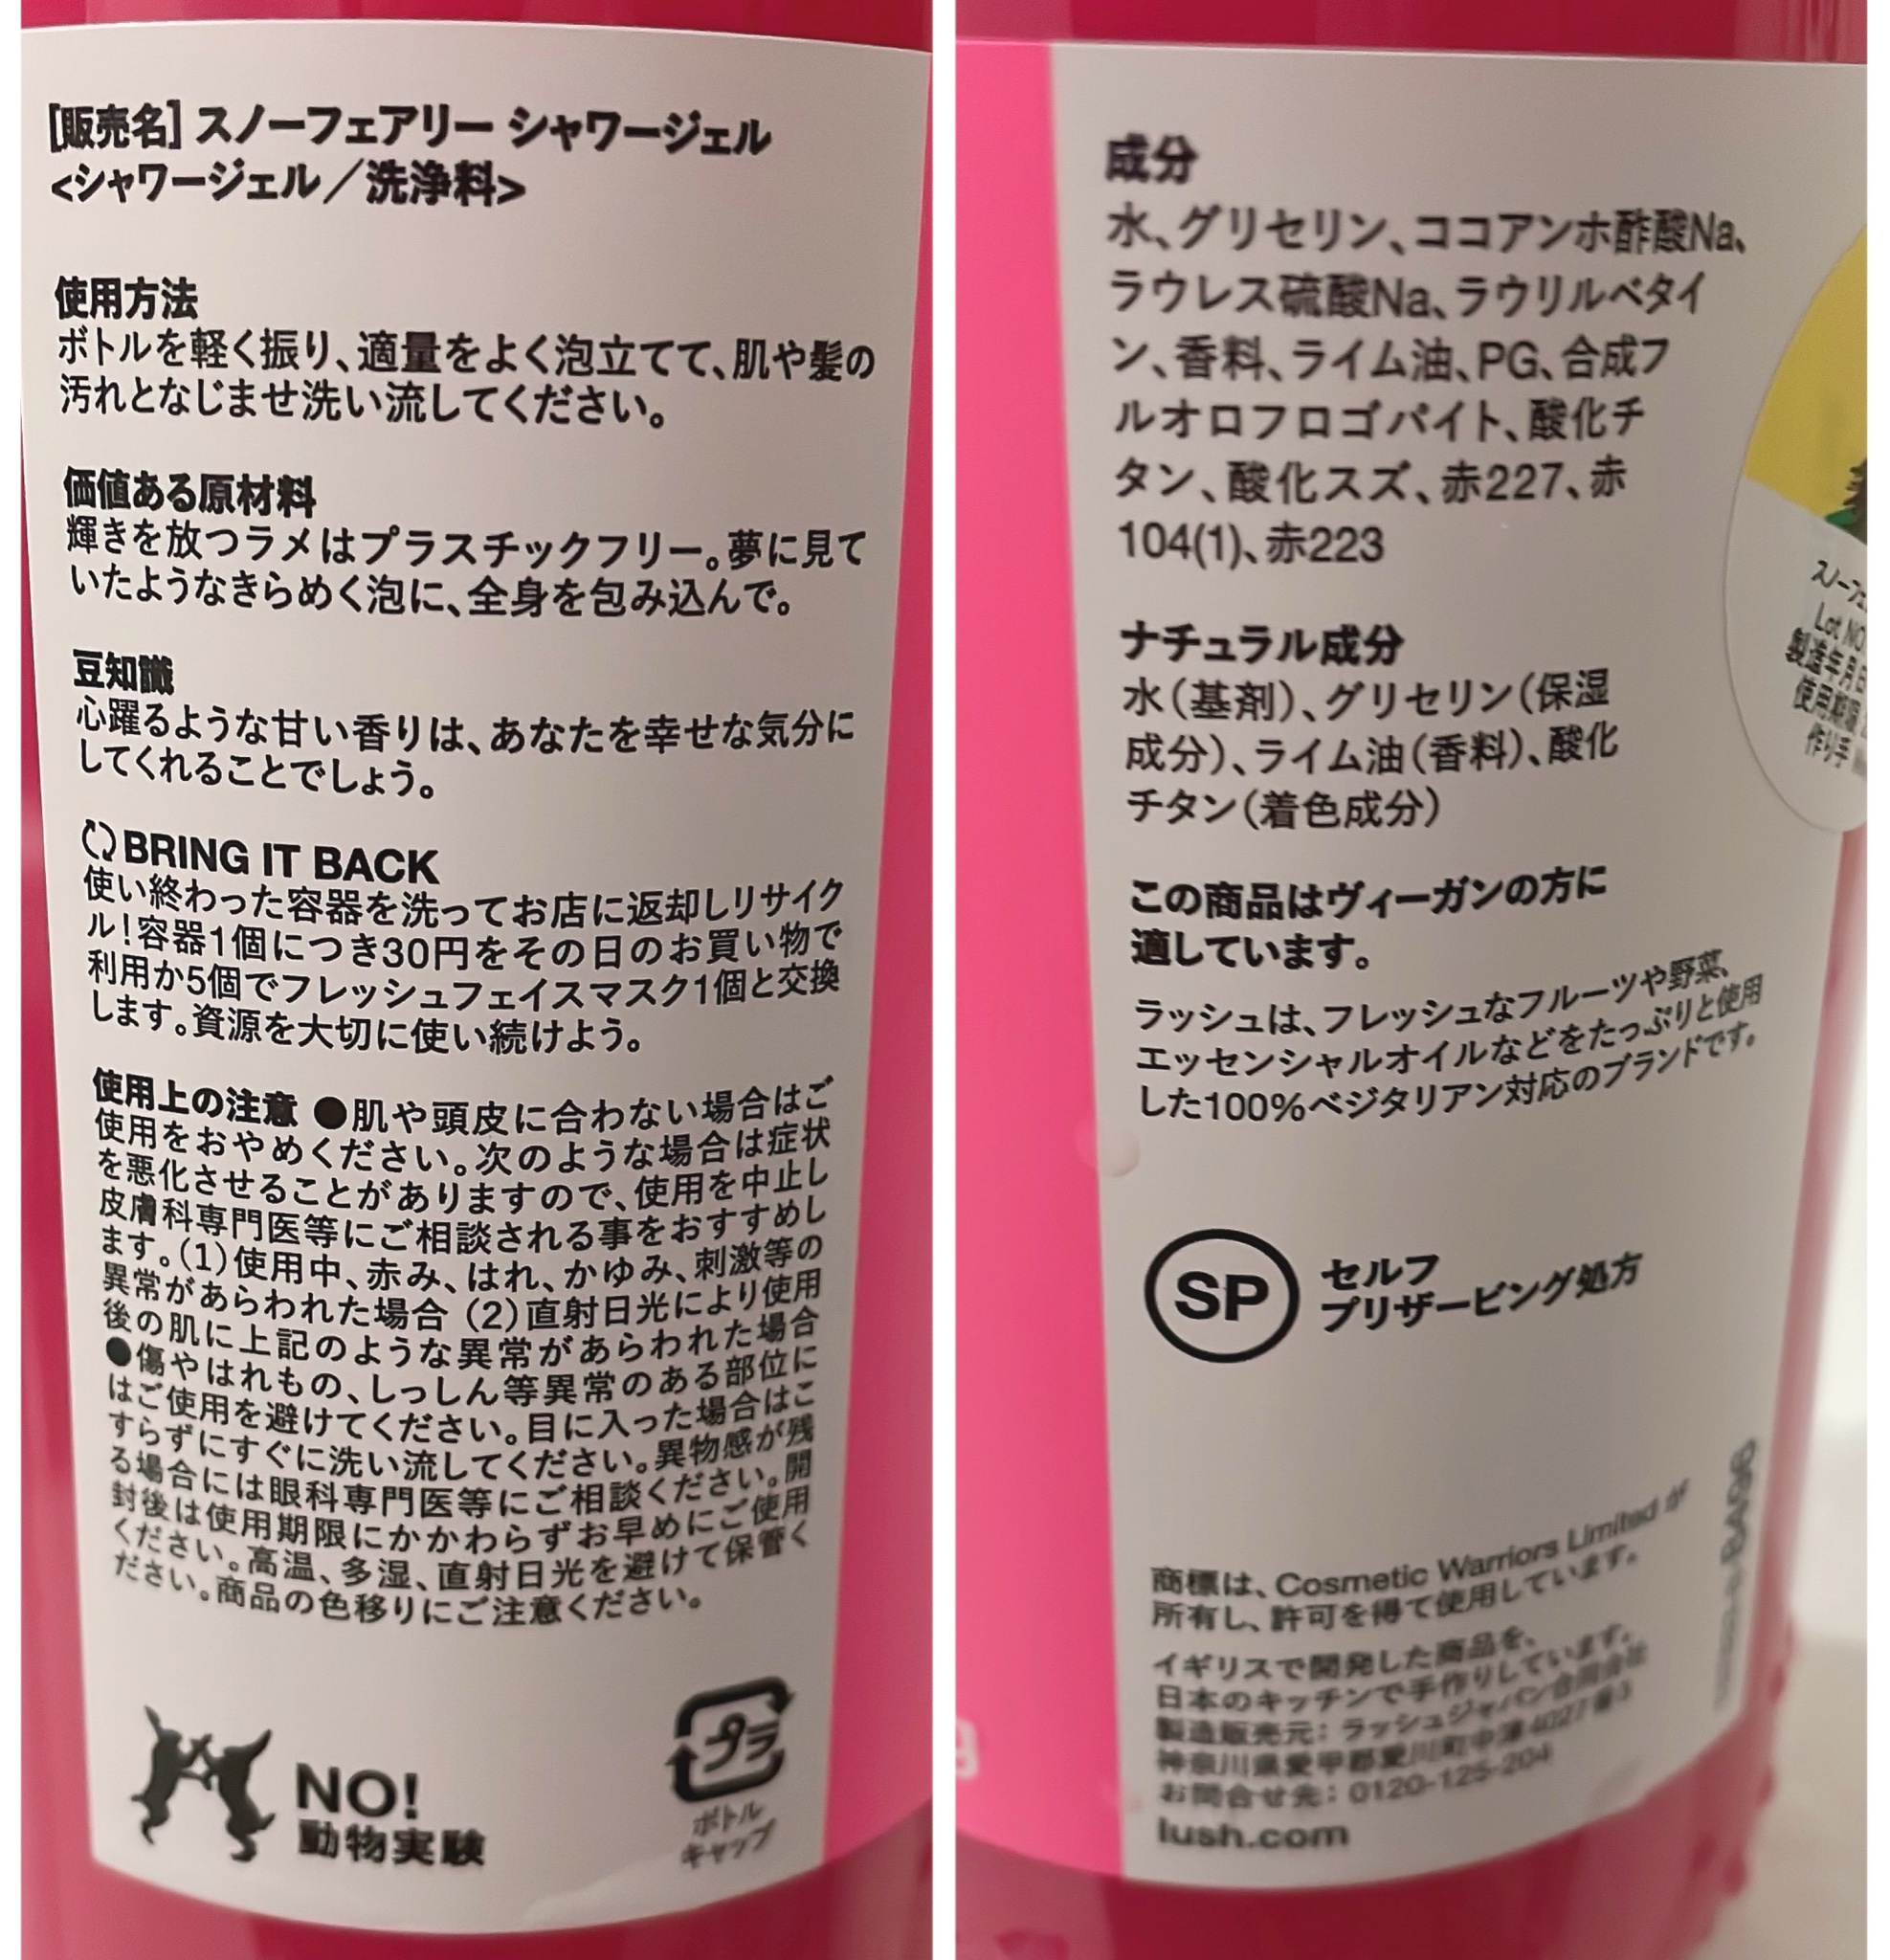 [販売名] スノーフェアリー シャワージェル
<シャワージェル／洗浄料>
使用方法
ボトルを軽く振り、適量をよく泡立てて、肌や髪の
汚れとなじませ洗い流してください。
価値ある原材料
輝きを放つラメはプラスチックフリー。夢に見て
いたようなきらめく泡に、全身を包み込んで。
豆知識
心躍るような甘い香りは、あなたを幸せな気分に
してくれることでしょう。
BRING IT BACK
使い終わった容器を洗ってお店に返却しリサイク
ル！容器1個につき30円をその日のお買い物で
利用か5個でフレッシュフェイスマスク1個と交換
します。資源を大切に使い続けよう。
使用上の注意 ●肌や頭皮に合わない場合はご
使用をおやめください。次のような場合は症状
を悪化させることがありますので、使用を中止し
皮膚科専門医等にご相談される事をおすすめし
ます。(1)使用中、赤み、はれ、かゆみ、刺激等の
異常があらわれた場合 (2)直射日光により使用
後の肌に上記のような異常があらわれた場合
●傷やはれもの、しっしん等異常のある部位に
はご使用を避けてください。目に入った場合はこ
すらずにすぐに洗い流してください。異物感が残
る場合には眼科専門医等にご相談ください。開
封後は使用期限にかかわらずお早めにご使用
ください。高温、多湿、直射日光を避けて保管く
ださい。商品の色移りにご注意ください。
NO!
動物実験
プラ
ボトル
キャップ
成分
水、グリセリン、ココアンホ酢酸Na、
ラウレス硫酸Na、ラウリルベタイ
ン、香料、ライム油、PG、合成フ
ルオロフロゴパイト、酸化チ
タン、酸化スズ、赤227、赤
104(1)、赤223
ナチュラル成分
水（基剤）、グリセリン（保湿
成分）、ライム油（香料）、酸化
チタン（着色成分）
この商品はヴィーガンの方に
適しています。
ラッシュは、フレッシュなフルーツや野菜、
エッセンシャルオイルなどをたっぷりと使用
した100%ベジタリアン対応のブランドです。
SP
セルフ
プリザービング処方
商標は、Cosmetic Warriors Limited が
所有し、許可を得て使用しています。
イギリスで開発した商品を、
日本のキッチンで手作りしています。
製造販売元：ラッシュジャパン合同会社
神奈川県愛甲郡愛川町中津4027番3
お問合せ先：0120-125-204
lush.com
スノーフェ
Lot NO
製造年月日
使用期限
作り手